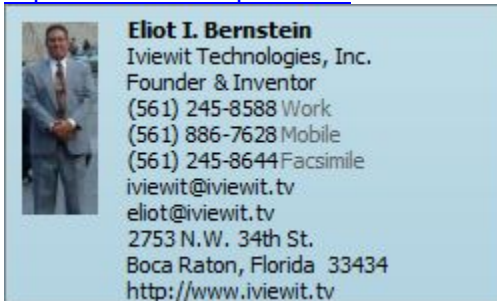 Eliot I. Bernstein
Iviewit Technologies, Inc.
Founder & Inventor
(561) 245-8588 Work
(561) 886-7628 Mobile
(561) 245-8644 Facsimile
iviewit@iviewit.tv
eliot@iviewit.tv
2753 N.W. 34th St.
Boca Raton, Florida 33434
http://www.iviewit.tv